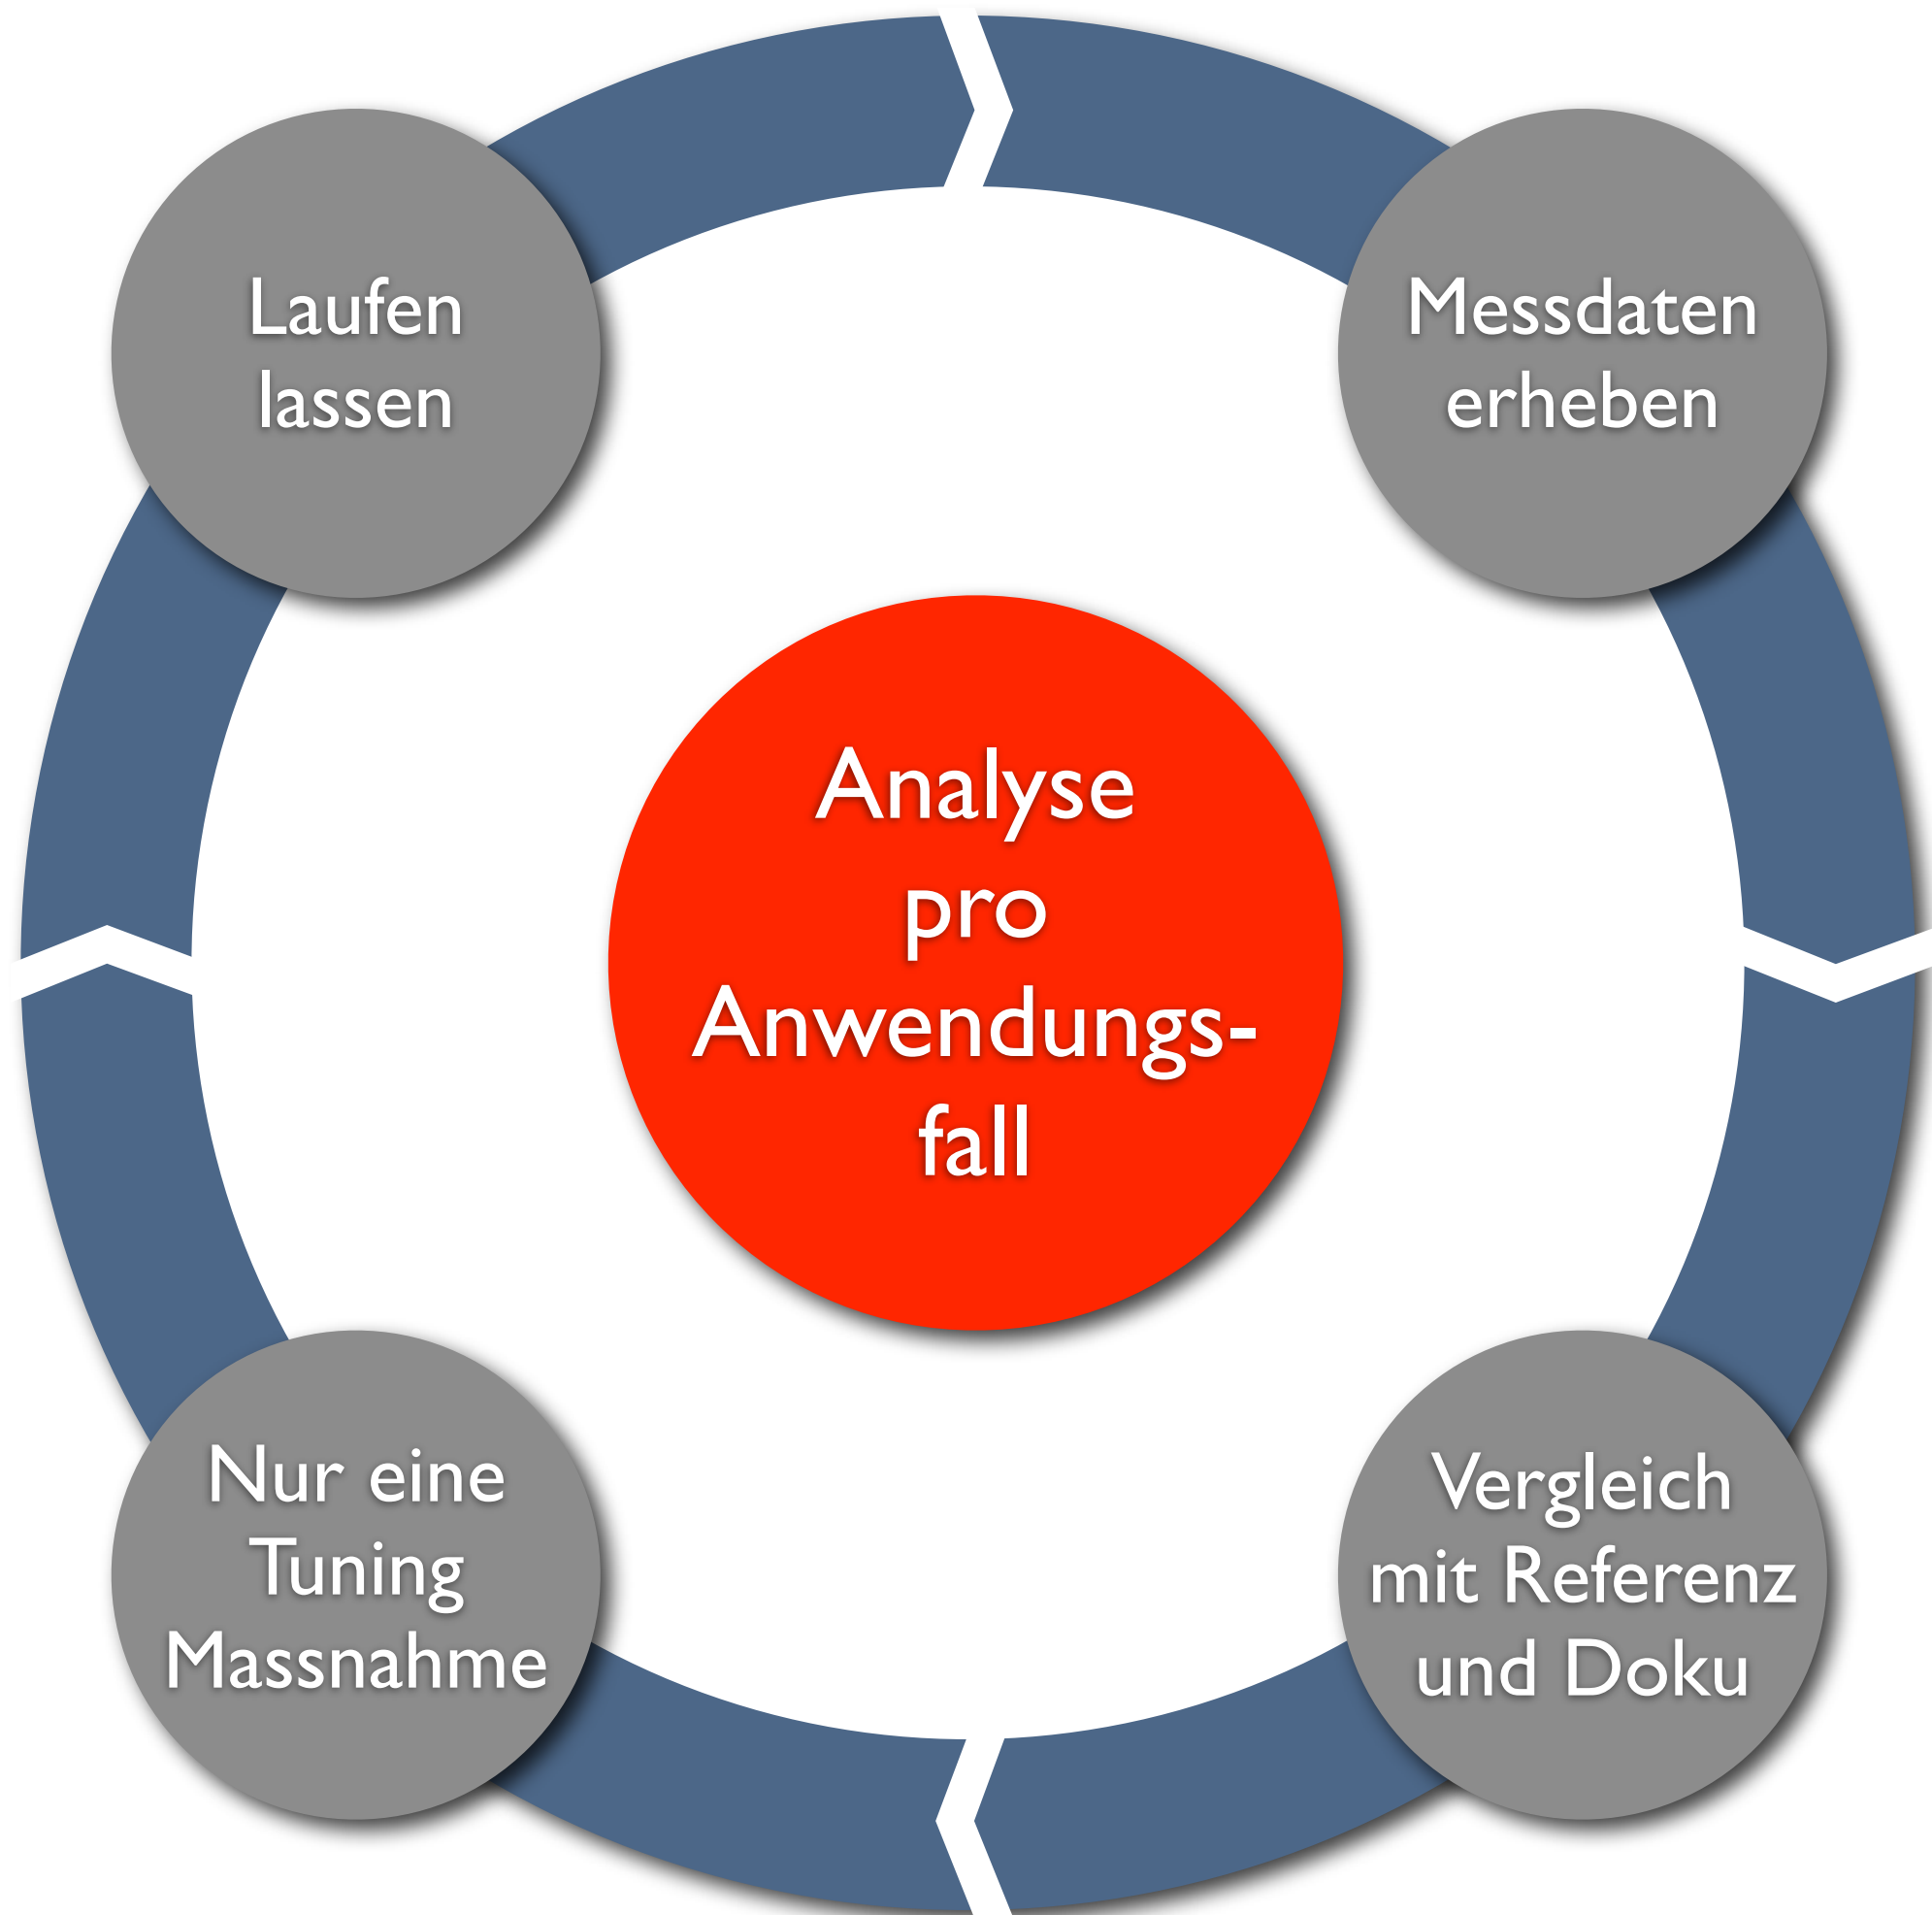 Laufen
lassen
Messdaten
erheben
Analyse
pro
Anwendungs-
fall
Nur eine
Tuning
Massnahme
Vergleich
mit Referenz
und Doku